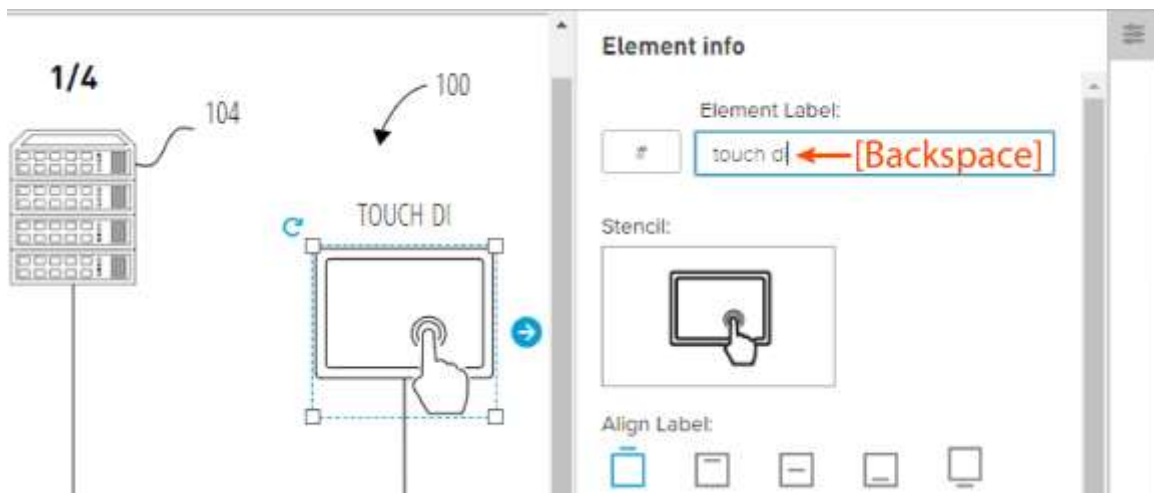 1/4
104
100
TOUCH DI
Element info
Element Label:
#
touch di
[Backspace]
Stencil:
Align Label: